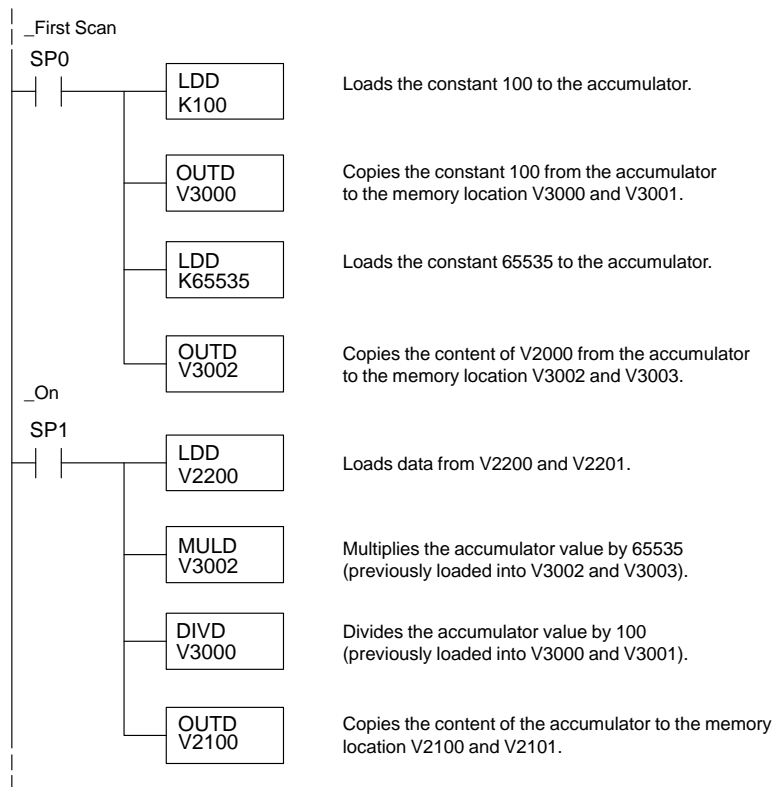 _First Scan
SP0
LDD
K100
Loads the constant 100 to the accumulator.
OUTD
V3000
Copies the constant 100 from the accumulator
to the memory location V3000 and V3001.
LDD
K65535
Loads the constant 65535 to the accumulator.
OUTD
V3002
Copies the content of V2000 from the accumulator
to the memory location V3002 and V3003.
_On
SP1
LDD
V2200
Loads data from V2200 and V2201.
MULD
V3002
Multiplies the accumulator value by 65535
(previously loaded into V3002 and V3003).
DIVD
V3000
Divides the accumulator value by 100
(previously loaded into V3000 and V3001).
OUTD
V2100
Copies the content of the accumulator to the memory
location V2100 and V2101.